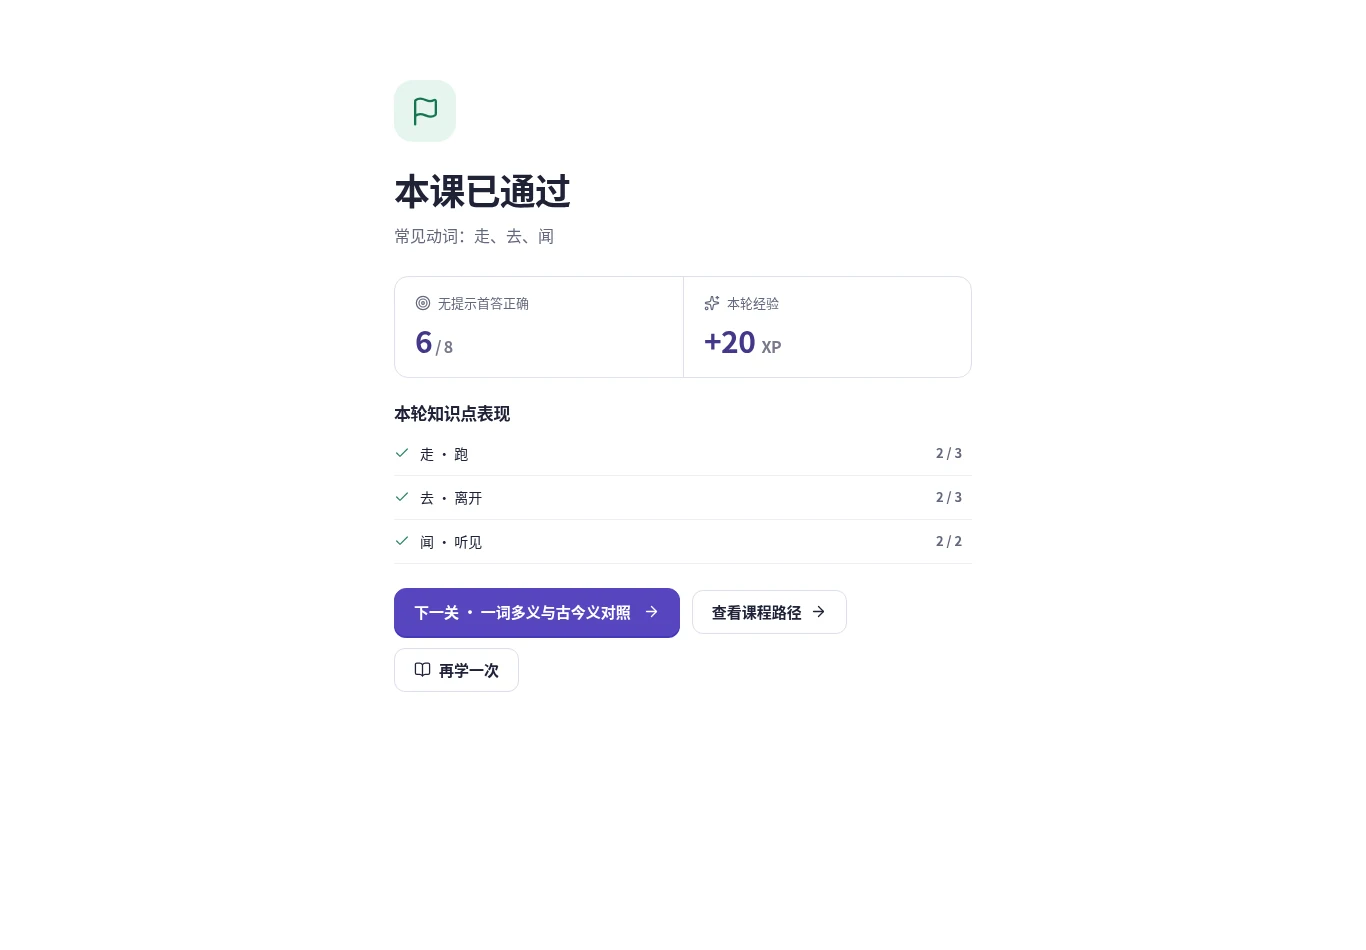 本课已通过
常见动词：走、去、闻
无提示首答正确
6 / 8
本轮经验
+20 XP
本轮知识点表现
走 · 跑 2 / 3
去 · 离开 2 / 3
闻 · 听见 2 / 2
下一关 · 一词多义与古今义对照
查看课程路径
再学一次